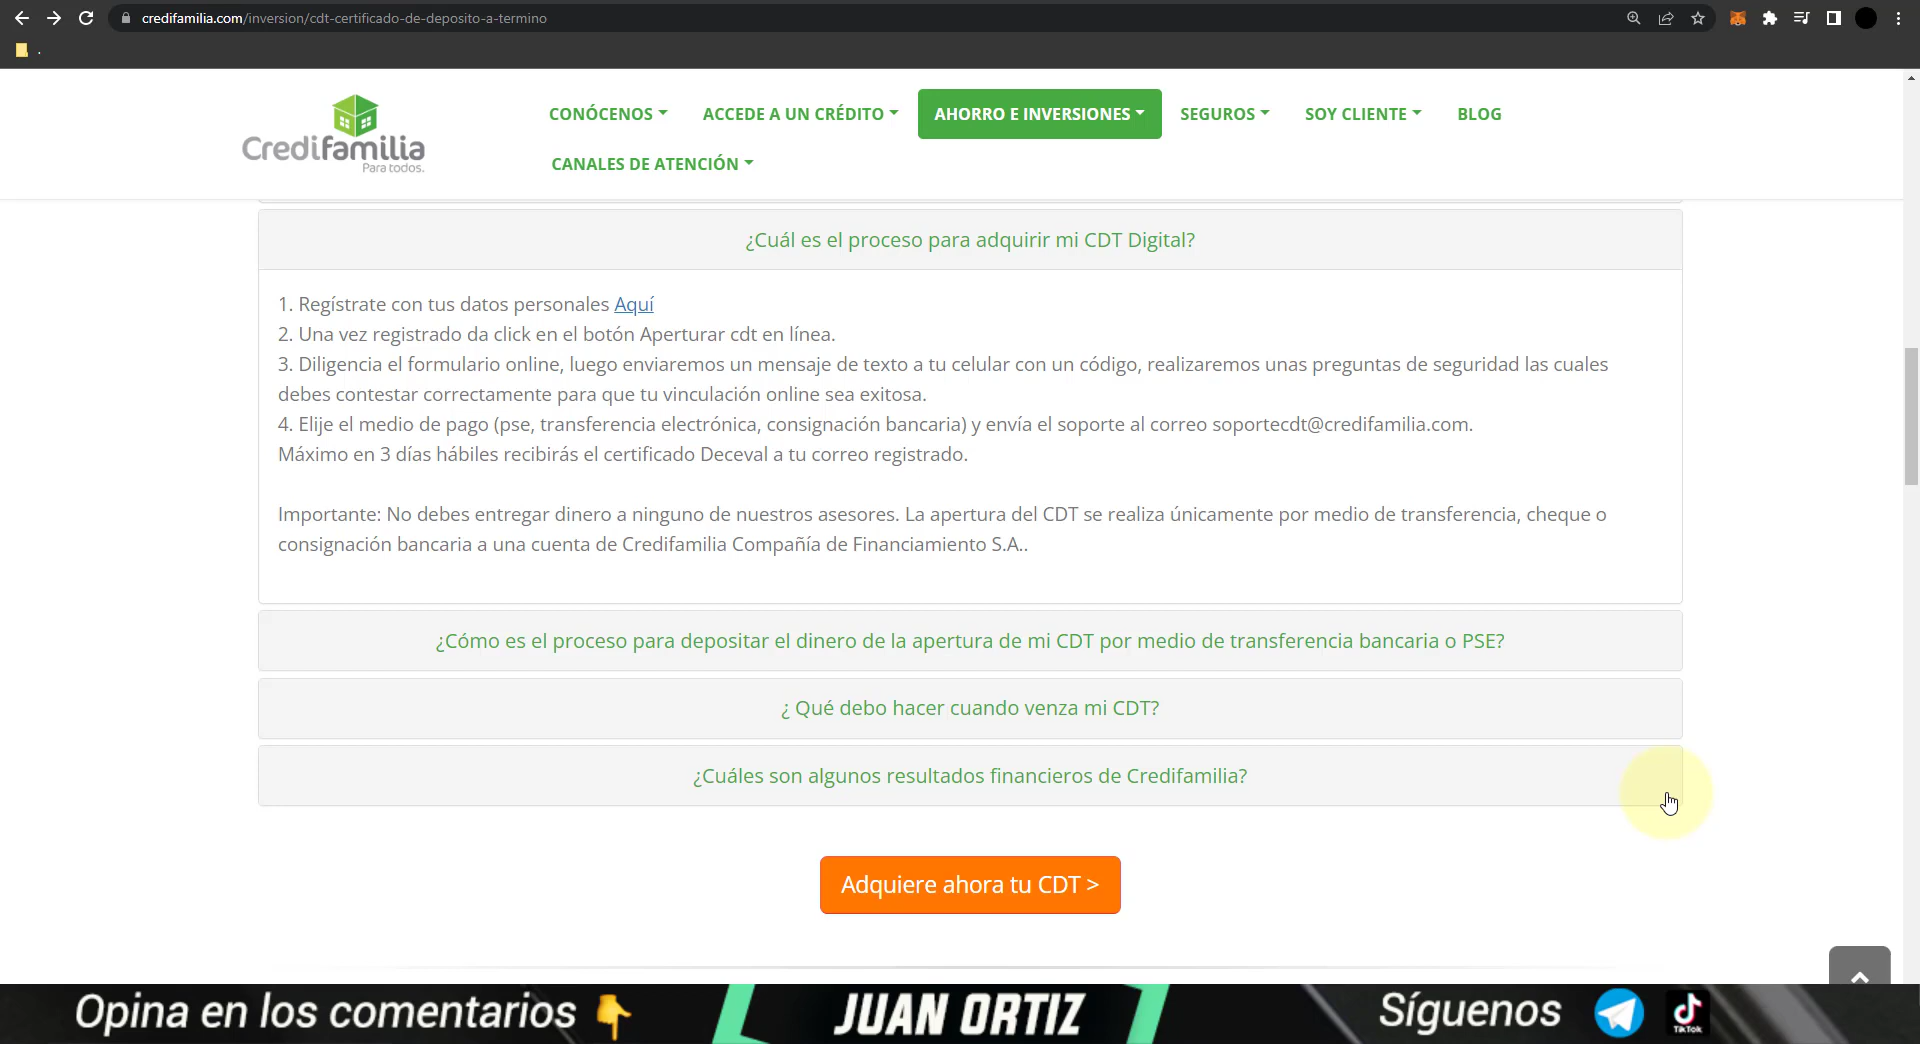 credifamilia.com/inversion/cdt-certificado-de-deposito-a-termino
.
Credifamilia
Para todos.
CONÓCENOS
ACCEDE A UN CRÉDITO
AHORRO E INVERSIONES
SEGUROS
SOY CLIENTE
BLOG
CANALES DE ATENCIÓN
¿Cuál es el proceso para adquirir mi CDT Digital?
1. Regístrate con tus datos personales Aquí
2. Una vez registrado da click en el botón Aperturar cdt en línea.
3. Diligencia el formulario online, luego enviaremos un mensaje de texto a tu celular con un código, realizaremos unas preguntas de seguridad las cuales
debes contestar correctamente para que tu vinculación online sea exitosa.
4. Elije el medio de pago (pse, transferencia electrónica, consignación bancaria) y envía el soporte al correo soportecdt@credifamilia.com.
Máximo en 3 días hábiles recibirás el certificado Deceval a tu correo registrado.
Importante: No debes entregar dinero a ninguno de nuestros asesores. La apertura del CDT se realiza únicamente por medio de transferencia, cheque o
consignación bancaria a una cuenta de Credifamilia Compañía de Financiamiento S.A..
¿Cómo es el proceso para depositar el dinero de la apertura de mi CDT por medio de transferencia bancaria o PSE?
¿ Qué debo hacer cuando venza mi CDT?
¿Cuáles son algunos resultados financieros de Credifamilia?
Adquiere ahora tu CDT >
Opina en los comentarios
JUAN ORTIZ
Síguenos
TikTok